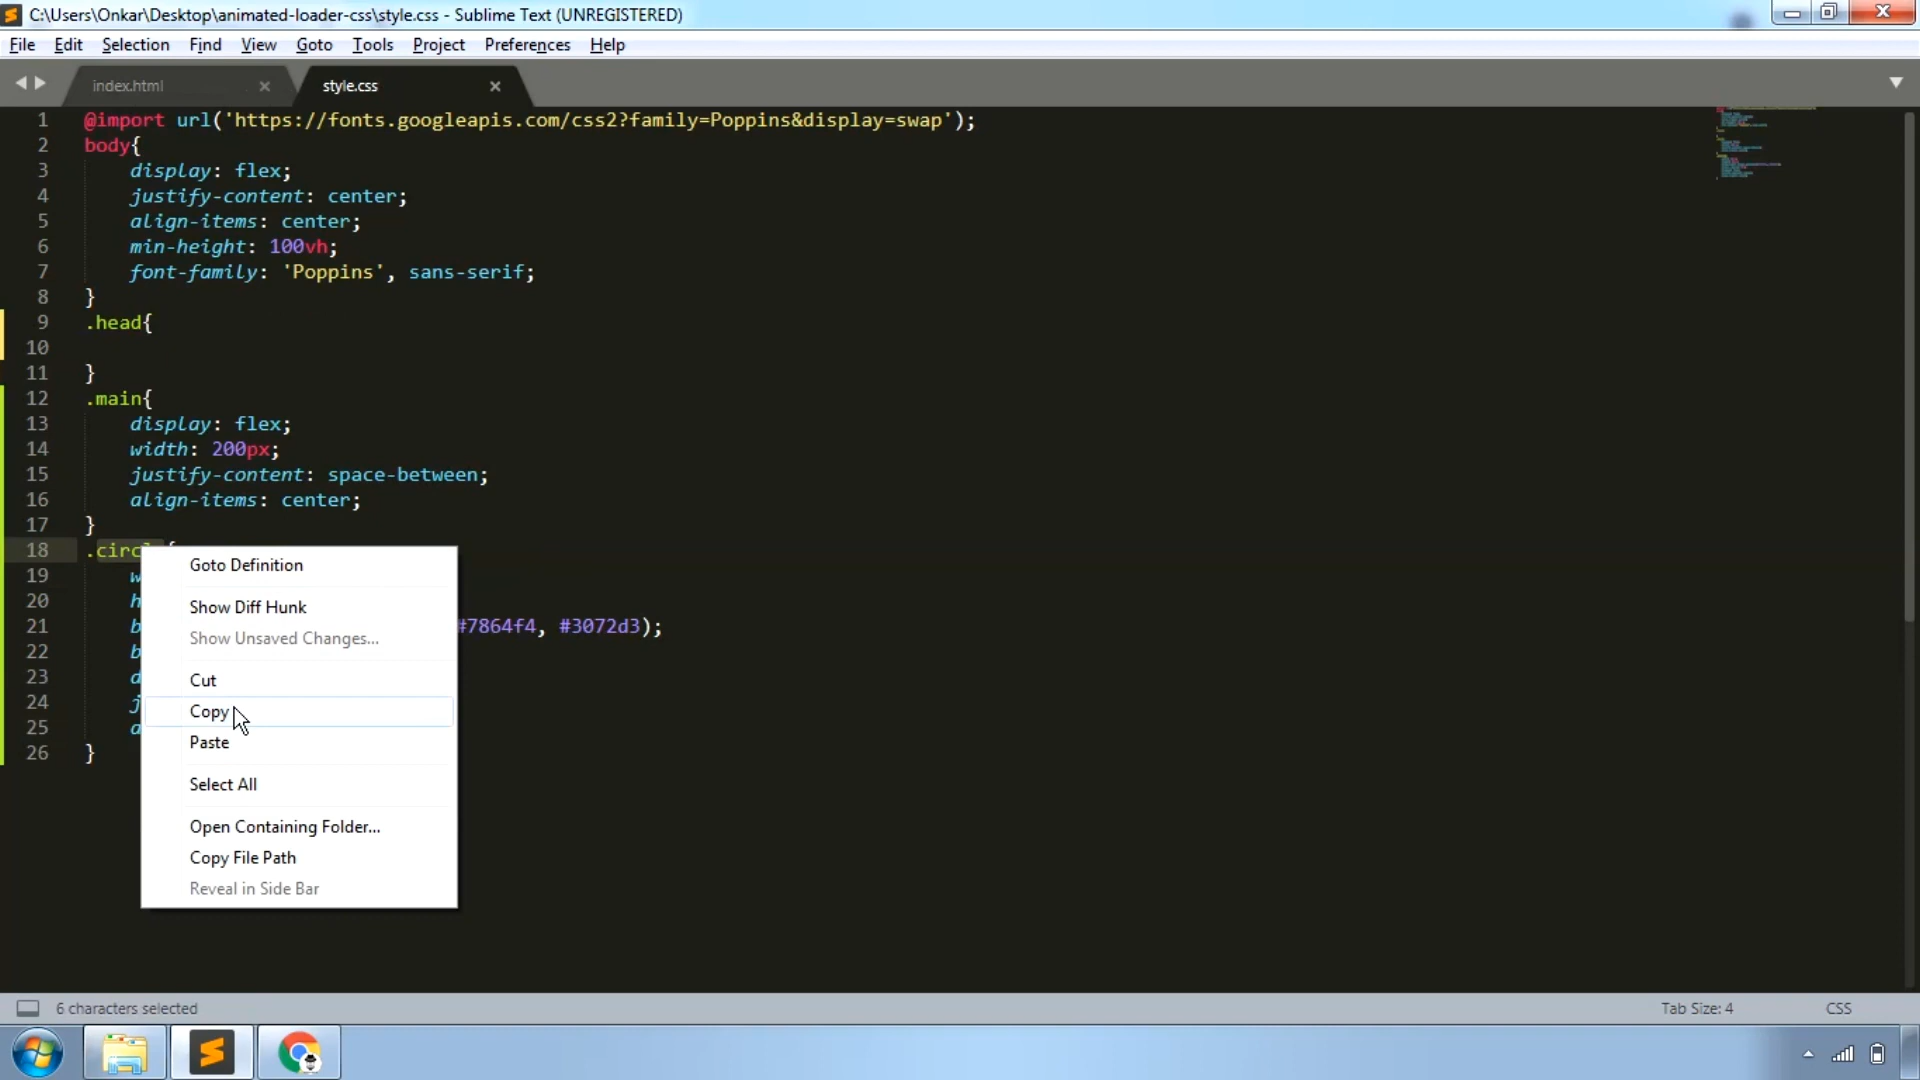 C:\Users\Onkar\Desktop\animated-loader-css\style.css - Sublime Text (UNREGISTERED)
File Edit Selection Find View Goto Tools Project Preferences Help
index.html style.css
1 @import url('https://fonts.googleapis.com/css2?family=Poppins&display=swap');
2 body{
3 display: flex;
4 justify-content: center;
5 align-items: center;
6 min-height: 100vh;
7 font-family: 'Poppins', sans-serif;
8 }
9 .head{
10
11 }
12 .main{
13 display: flex;
14 width: 200px;
15 justify-content: space-between;
16 align-items: center;
17 }
18 .circ
19 w
20 h
21 b #7864f4, #3072d3);
22 b
23 d
24 j
25 a
26 }
Goto Definition
Show Diff Hunk
Show Unsaved Changes...
Cut
Copy
Paste
Select All
Open Containing Folder...
Copy File Path
Reveal in Side Bar
6 characters selected Tab Size: 4 CSS